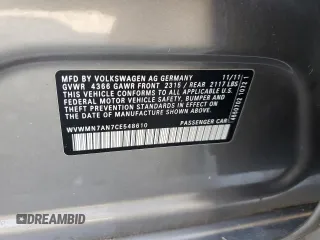 MFD. BY VOLKSWAGEN AG GERMANY 11/11
GVWR 4366 GAWR FRONT 2315 / REAR 2117 LBS
THIS VEHICLE CONFORMS TO ALL APPLICABLE
FEDERAL MOTOR VEHICLE SAFETY, BUMPER AND
THEFT PREVENTION STANDARDS IN EFFECT ON
THE DATE OF MANUFACTURE SHOWN ABOVE.
WVWMN7AN7CE548610 PASSENGER CAR
DREAMBID